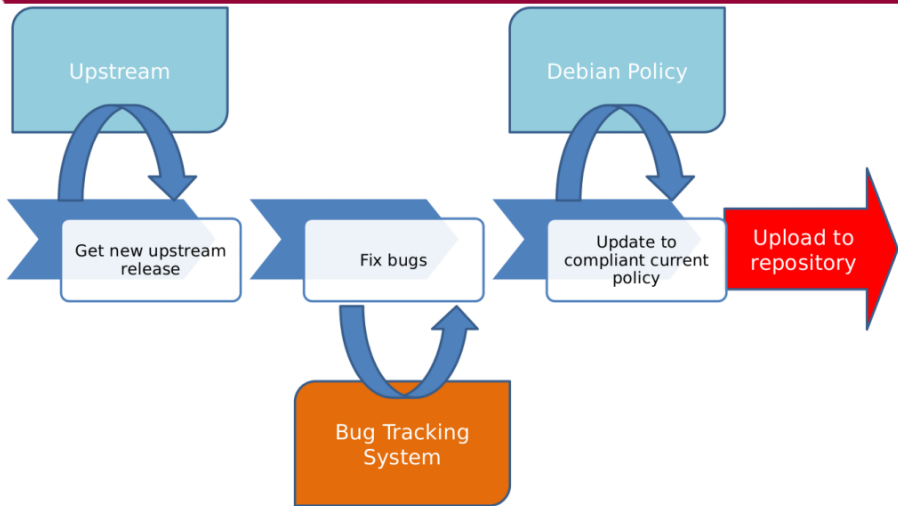 Upstream
Debian Policy
Get new upstream
release
Fix bugs
Update to
compliant current
policy
Upload to
repository
Bug Tracking
System